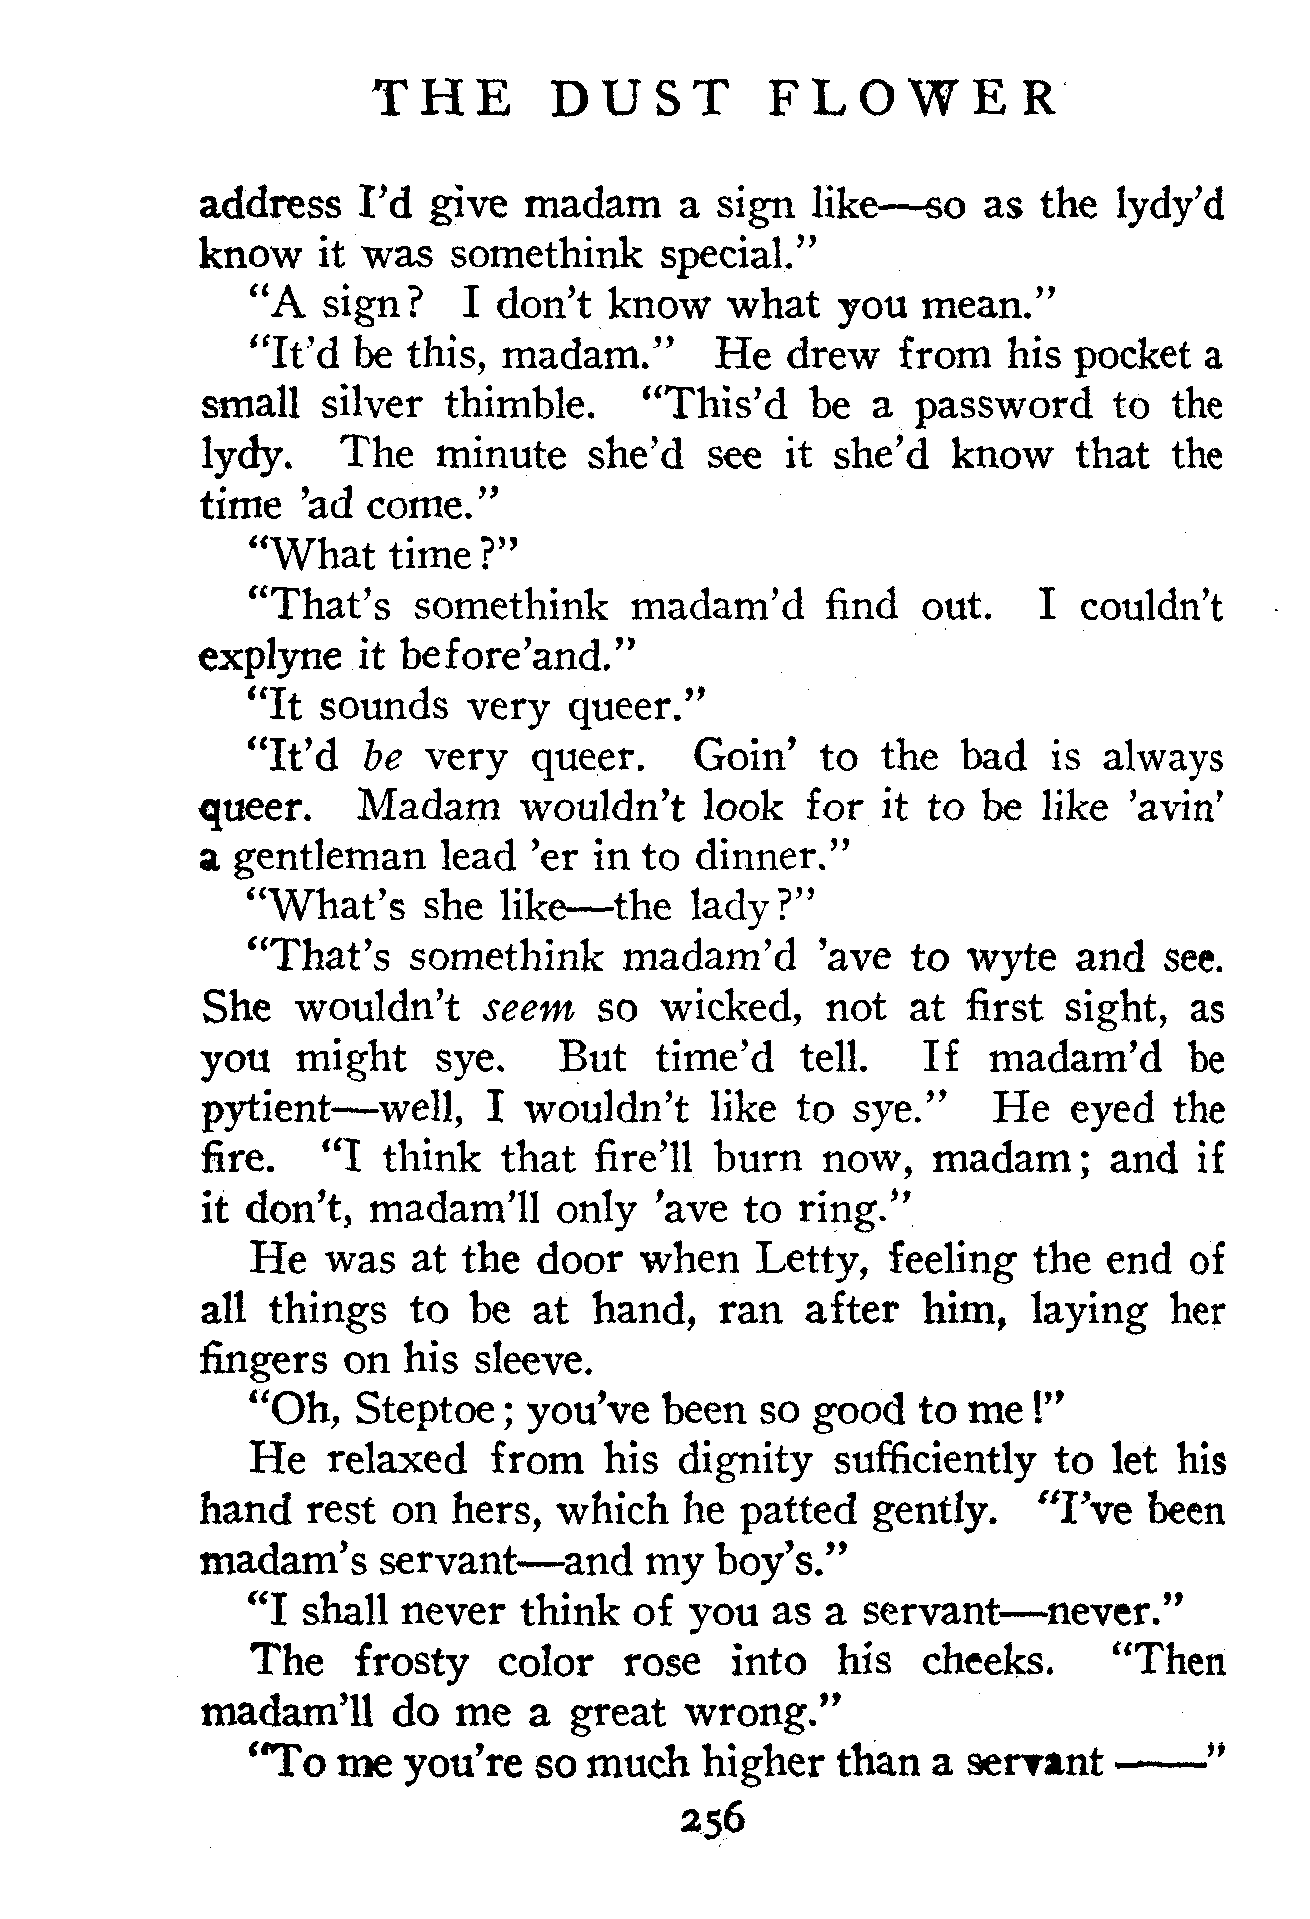 THE DUST FLOWER
address I'd give madam a sign like—so as the lydy'd
know it was somethink special."
"A sign? I don't know what you mean."
"It'd be this, madam." He drew from his pocket a
small silver thimble. "This'd be a password to the
lydy. The minute she'd see it she'd know that the
time 'ad come."
"What time?"
"That's somethink madam'd find out. I couldn't
explyne it before'and."
"It sounds very queer."
"It'd be very queer. Goin' to the bad is always
queer. Madam wouldn't look for it to be like 'avin'
a gentleman lead 'er in to dinner."
"What's she like—the lady?"
"That's somethink madam'd 'ave to wyte and see.
She wouldn't seem so wicked, not at first sight, as
you might sye. But time'd tell. If madam'd be
pytient—well, I wouldn't like to sye." He eyed the
fire. "I think that fire'll burn now, madam; and if
it don't, madam'll only 'ave to ring."
He was at the door when Letty, feeling the end of
all things to be at hand, ran after him, laying her
fingers on his sleeve.
"Oh, Steptoe; you've been so good to me!"
He relaxed from his dignity sufficiently to let his
hand rest on hers, which he patted gently. "I've been
madam's servant—and my boy's."
"I shall never think of you as a servant—never."
The frosty color rose into his cheeks. "Then
madam'll do me a great wrong."
"To me you're so much higher than a servant ——"
256